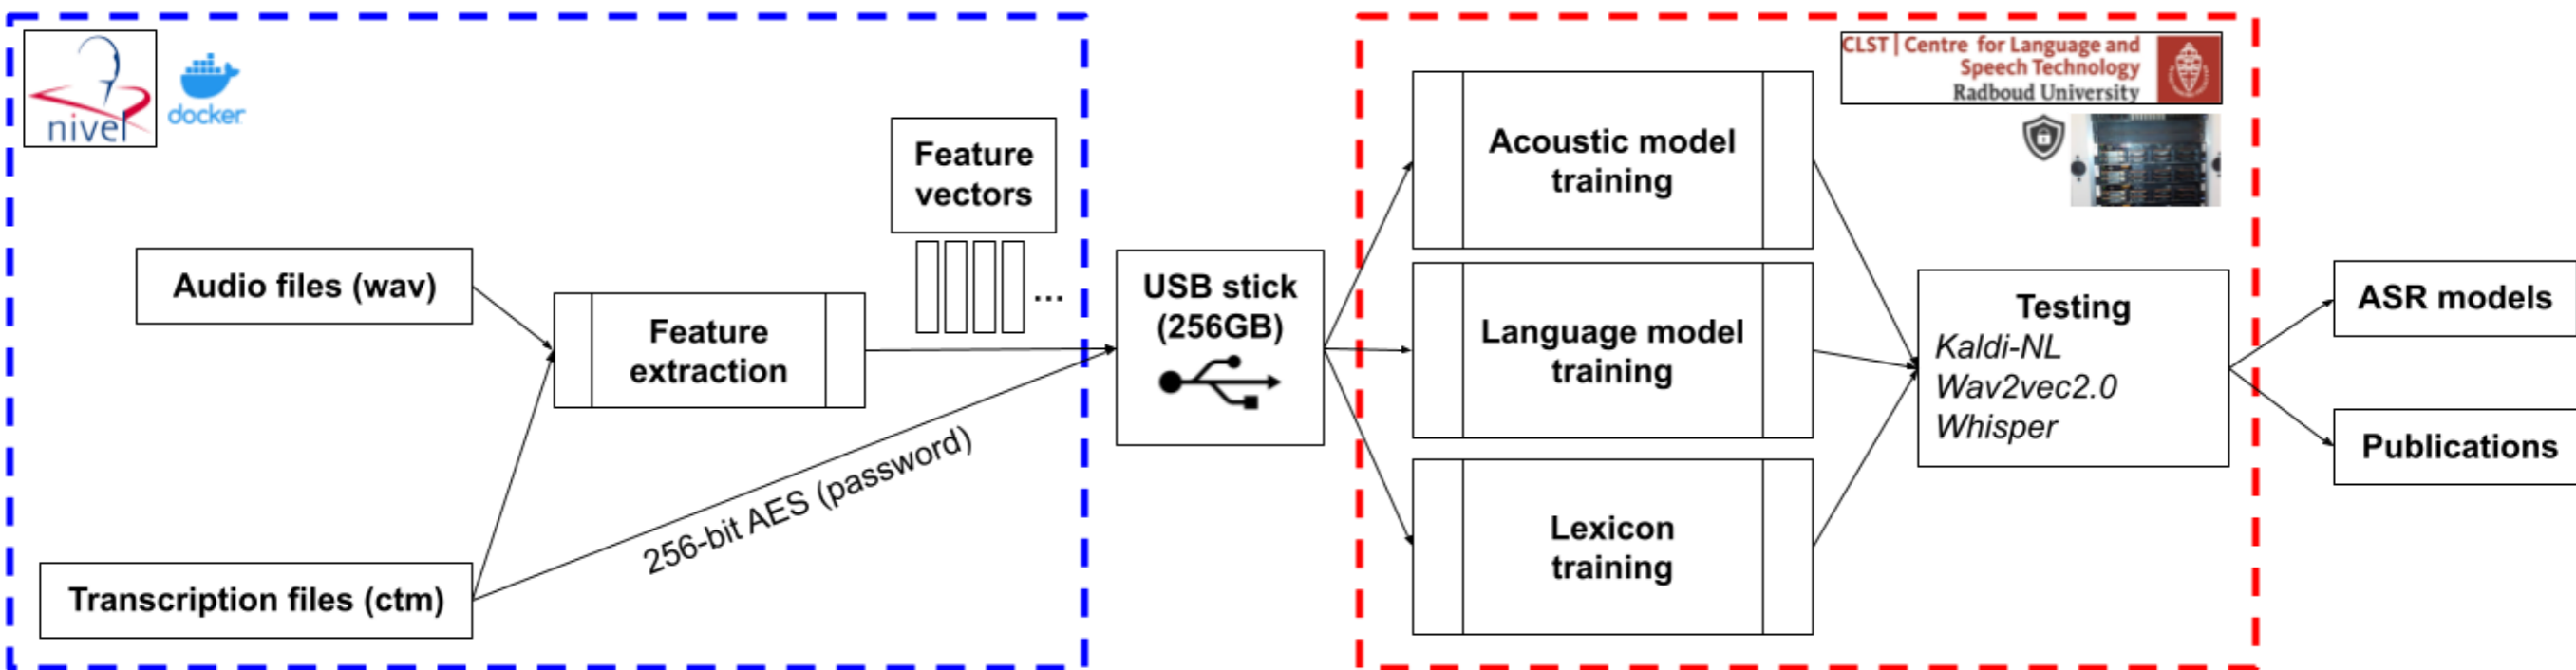 nivel
docker
Feature
vectors
Audio files (wav)
Feature
extraction
...
Transcription files (ctm)
256-bit AES (password)
USB stick
(256GB)
CLST | Centre for Language and
Speech Technology
Radboud University
Acoustic model
training
Language model
training
Lexicon
training
Testing
Kaldi-NL
Wav2vec2.0
Whisper
ASR models
Publications